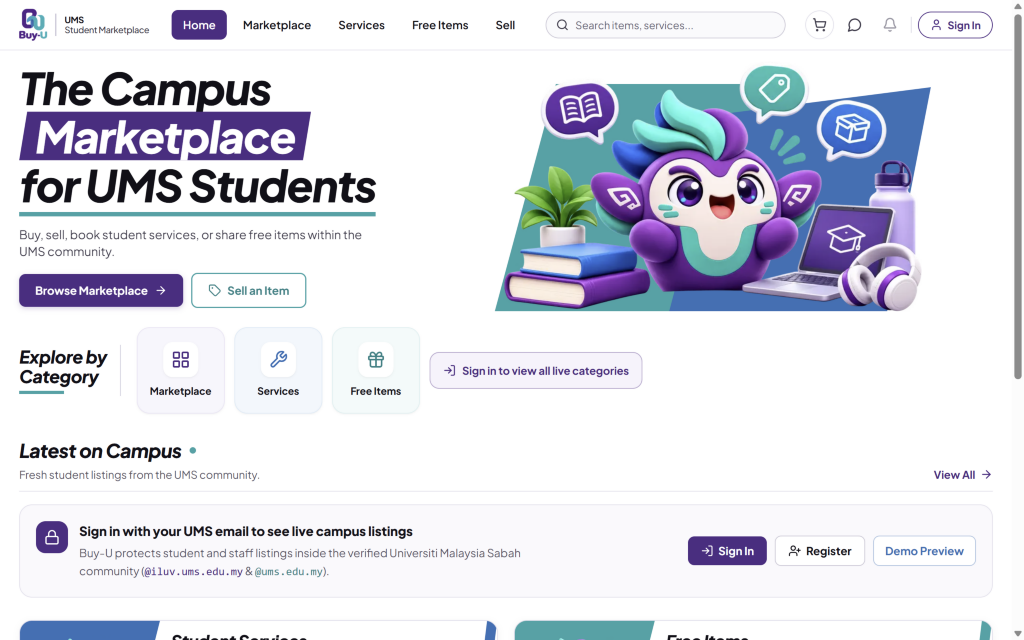 Buy-U
UMS
Student Marketplace
Home
Marketplace
Services
Free Items
Sell
Search items, services...
Sign In
The Campus
Marketplace
for UMS Students
Buy, sell, book student services, or share free items within the
UMS community.
Browse Marketplace
Sell an Item
Explore by
Category
Marketplace
Services
Free Items
Sign in to view all live categories
Latest on Campus
Fresh student listings from the UMS community.
View All
Sign in with your UMS email to see live campus listings
Buy-U protects student and staff listings inside the verified Universiti Malaysia Sabah
community (@iluv.ums.edu.my & @ums.edu.my).
Sign In
Register
Demo Preview
Student Services
Free Items